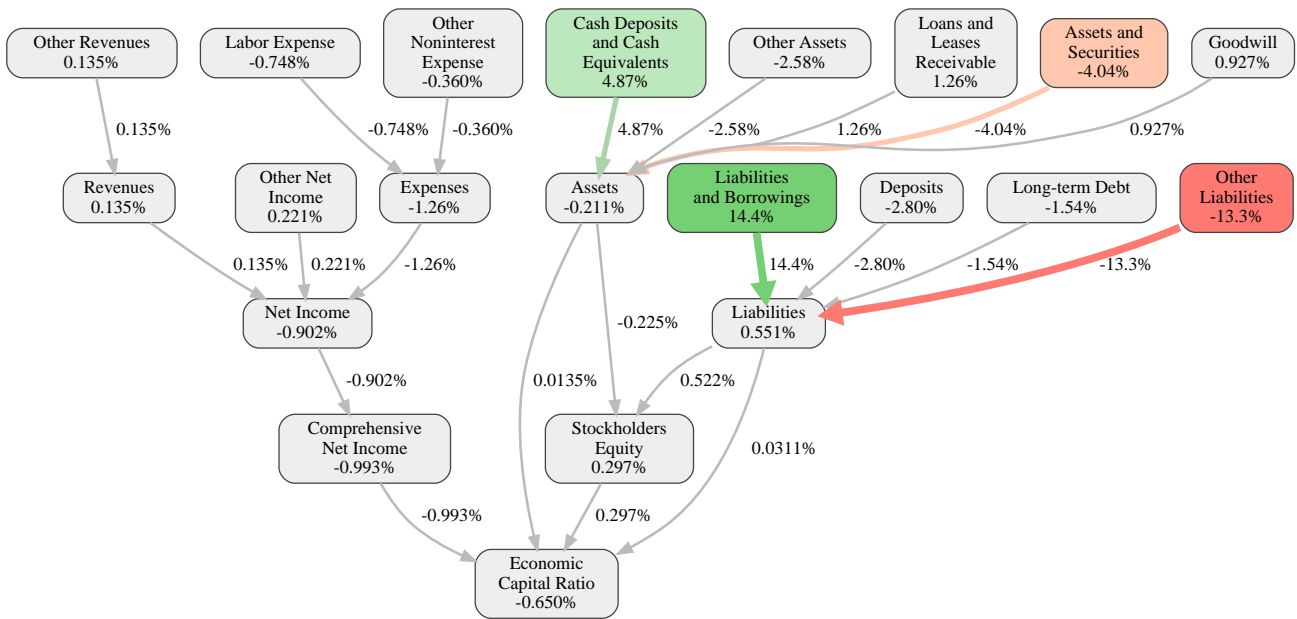 Other Revenues
0.135%
Labor Expense
-0.748%
Other
Noninterest
Expense
-0.360%
Cash Deposits
and Cash
Equivalents
4.87%
Other Assets
-2.58%
Loans and
Leases
Receivable
1.26%
Assets and
Securities
-4.04%
Goodwill
0.927%
0.135%
-0.748%
-0.360%
4.87%
-2.58%
1.26%
-4.04%
0.927%
Revenues
0.135%
Other Net
Income
0.221%
Expenses
-1.26%
Assets
-0.211%
Liabilities
and Borrowings
14.4%
Deposits
-2.80%
Long-term Debt
-1.54%
Other
Liabilities
-13.3%
0.135%
0.221%
-1.26%
14.4%
-2.80%
-1.54%
-13.3%
Net Income
-0.902%
-0.225%
Liabilities
0.551%
-0.902%
0.0135%
0.522%
Comprehensive
Net Income
-0.993%
Stockholders
Equity
0.297%
0.0311%
-0.993%
0.297%
Economic
Capital Ratio
-0.650%